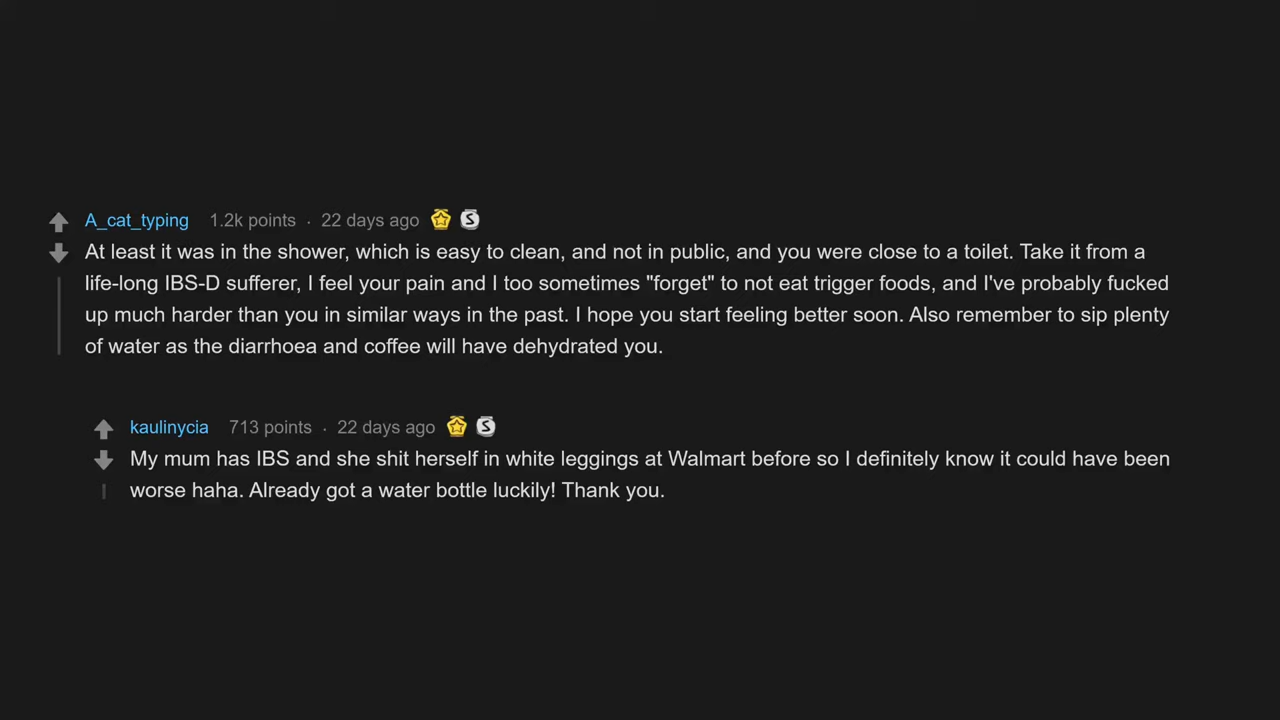 A_cat_typing 1.2k points · 22 days ago S
At least it was in the shower, which is easy to clean, and not in public, and you were close to a toilet. Take it from a
life-long IBS-D sufferer, I feel your pain and I too sometimes "forget" to not eat trigger foods, and I've probably fucked
up much harder than you in similar ways in the past. I hope you start feeling better soon. Also remember to sip plenty
of water as the diarrhoea and coffee will have dehydrated you.
kaulinycia 713 points · 22 days ago S
My mum has IBS and she shit herself in white leggings at Walmart before so I definitely know it could have been
worse haha. Already got a water bottle luckily! Thank you.